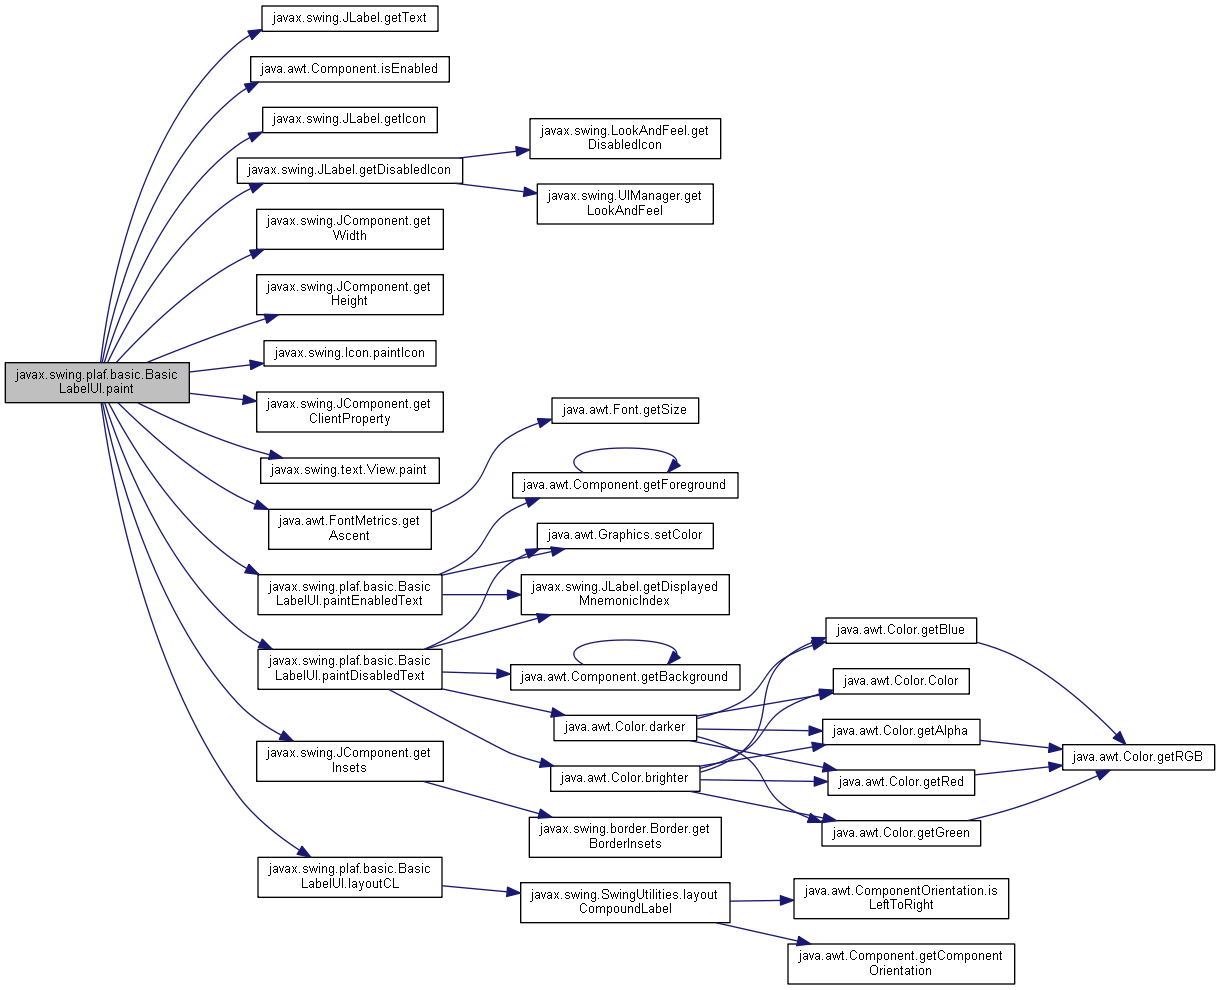 javax.swing.JLabel.getText
java.awt.Component.isEnabled
javax.swing.JLabel.getIcon
javax.swing.JLabel.getDisabledIcon
javax.swing.LookAndFeel.get
DisabledIcon
javax.swing.UIManager.get
LookAndFeel
javax.swing.JComponent.get
Width
javax.swing.JComponent.get
Height
javax.swing.Icon.paintIcon
javax.swing.plaf.basic.Basic
LabelUI.paint
javax.swing.JComponent.get
ClientProperty
java.awt.Font.getSize
javax.swing.text.View.paint
java.awt.Component.getForeground
java.awt.FontMetrics.get
Ascent
java.awt.Graphics.setColor
javax.swing.plaf.basic.Basic
LabelUI.paintEnabledText
javax.swing.JLabel.getDisplayed
MnemonicIndex
java.awt.Color.getBlue
javax.swing.plaf.basic.Basic
LabelUI.paintDisabledText
java.awt.Component.getBackground
java.awt.Color.Color
java.awt.Color.darker
java.awt.Color.getAlpha
javax.swing.JComponent.get
Insets
java.awt.Color.getRGB
java.awt.Color.brighter
java.awt.Color.getRed
javax.swing.border.Border.get
BorderInsets
java.awt.Color.getGreen
javax.swing.plaf.basic.Basic
LabelUI.layoutCL
javax.swing.SwingUtilities.layout
CompoundLabel
java.awt.ComponentOrientation.is
LeftToRight
java.awt.Component.getComponent
Orientation